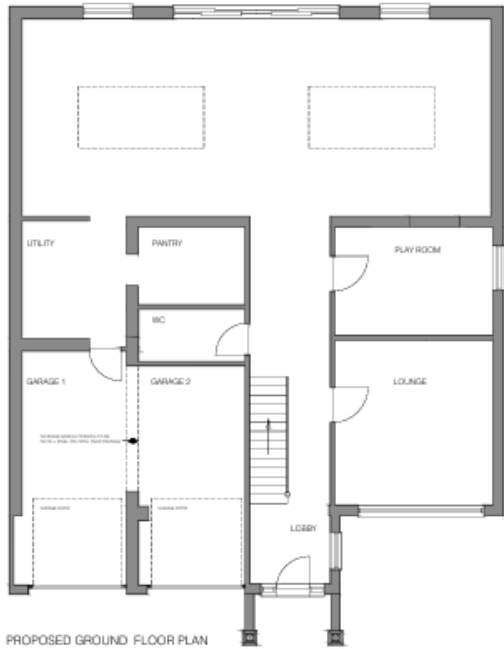 UTILITY
PANTRY
PLAY ROOM
WC
GARAGE 1
GARAGE 2
LOUNGE
LOBBY
PROPOSED GROUND FLOOR PLAN